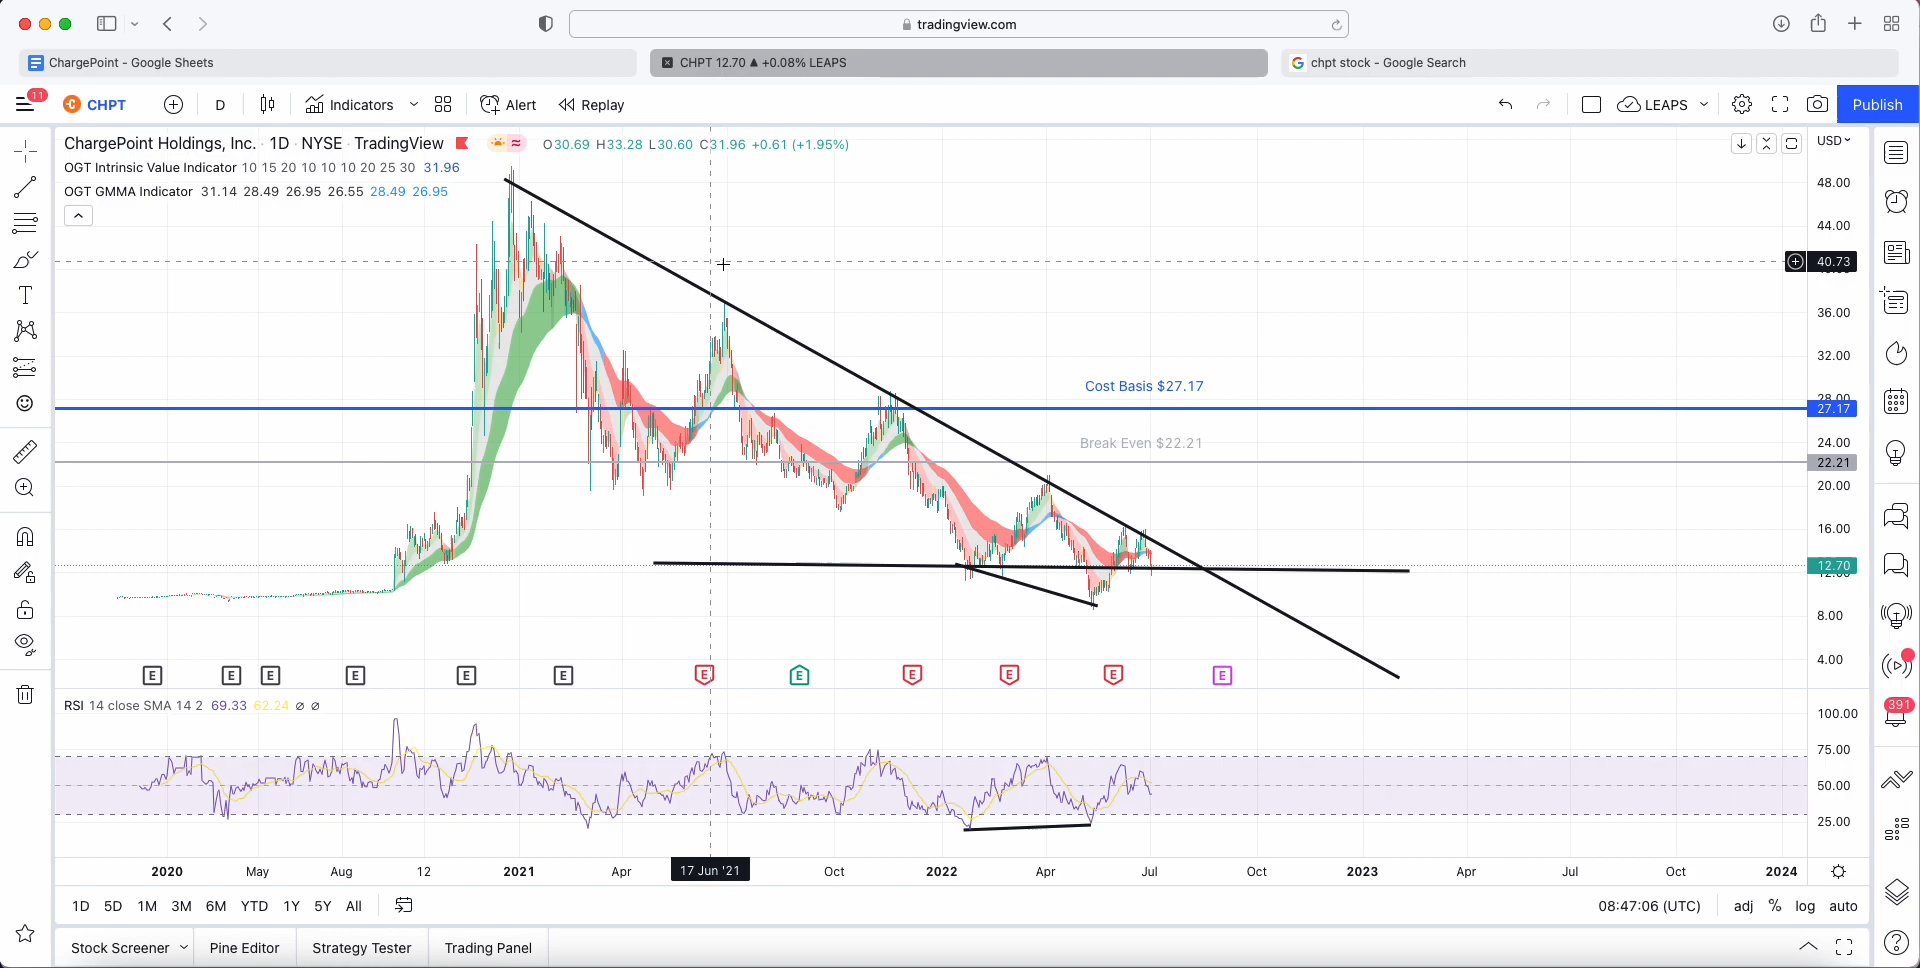 tradingview.com
ChargePoint - Google Sheets
CHPT 12.70 ▲ +0.08% LEAPS
chpt stock - Google Search
11
CHPT
D
Indicators
Alert
Replay
LEAPS
Publish
ChargePoint Holdings, Inc. · 1D · NYSE · TradingView
O30.69 H33.28 L30.60 C31.96 +0.61 (+1.95%)
USD
OGT Intrinsic Value Indicator 10 15 20 10 10 10 20 25 30 31.96
OGT GMMA Indicator 31.14 28.49 26.95 26.55 28.49 26.95
48.00
44.00
40.73
36.00
32.00
Cost Basis $27.17
28.00
27.17
Break Even $22.21
24.00
22.21
20.00
16.00
12.70
12.00
8.00
4.00
E E E E E E E E E E E E
RSI 14 close SMA 14 2 69.33 62.24 ∅ ∅
100.00
75.00
50.00
25.00
391
2020 May Aug 12 2021 Apr 17 Jun '21 Oct 2022 Apr Jul Oct 2023 Apr Jul Oct 2024
1D 5D 1M 3M 6M YTD 1Y 5Y All
08:47:06 (UTC) adj % log auto
Stock Screener Pine Editor Strategy Tester Trading Panel